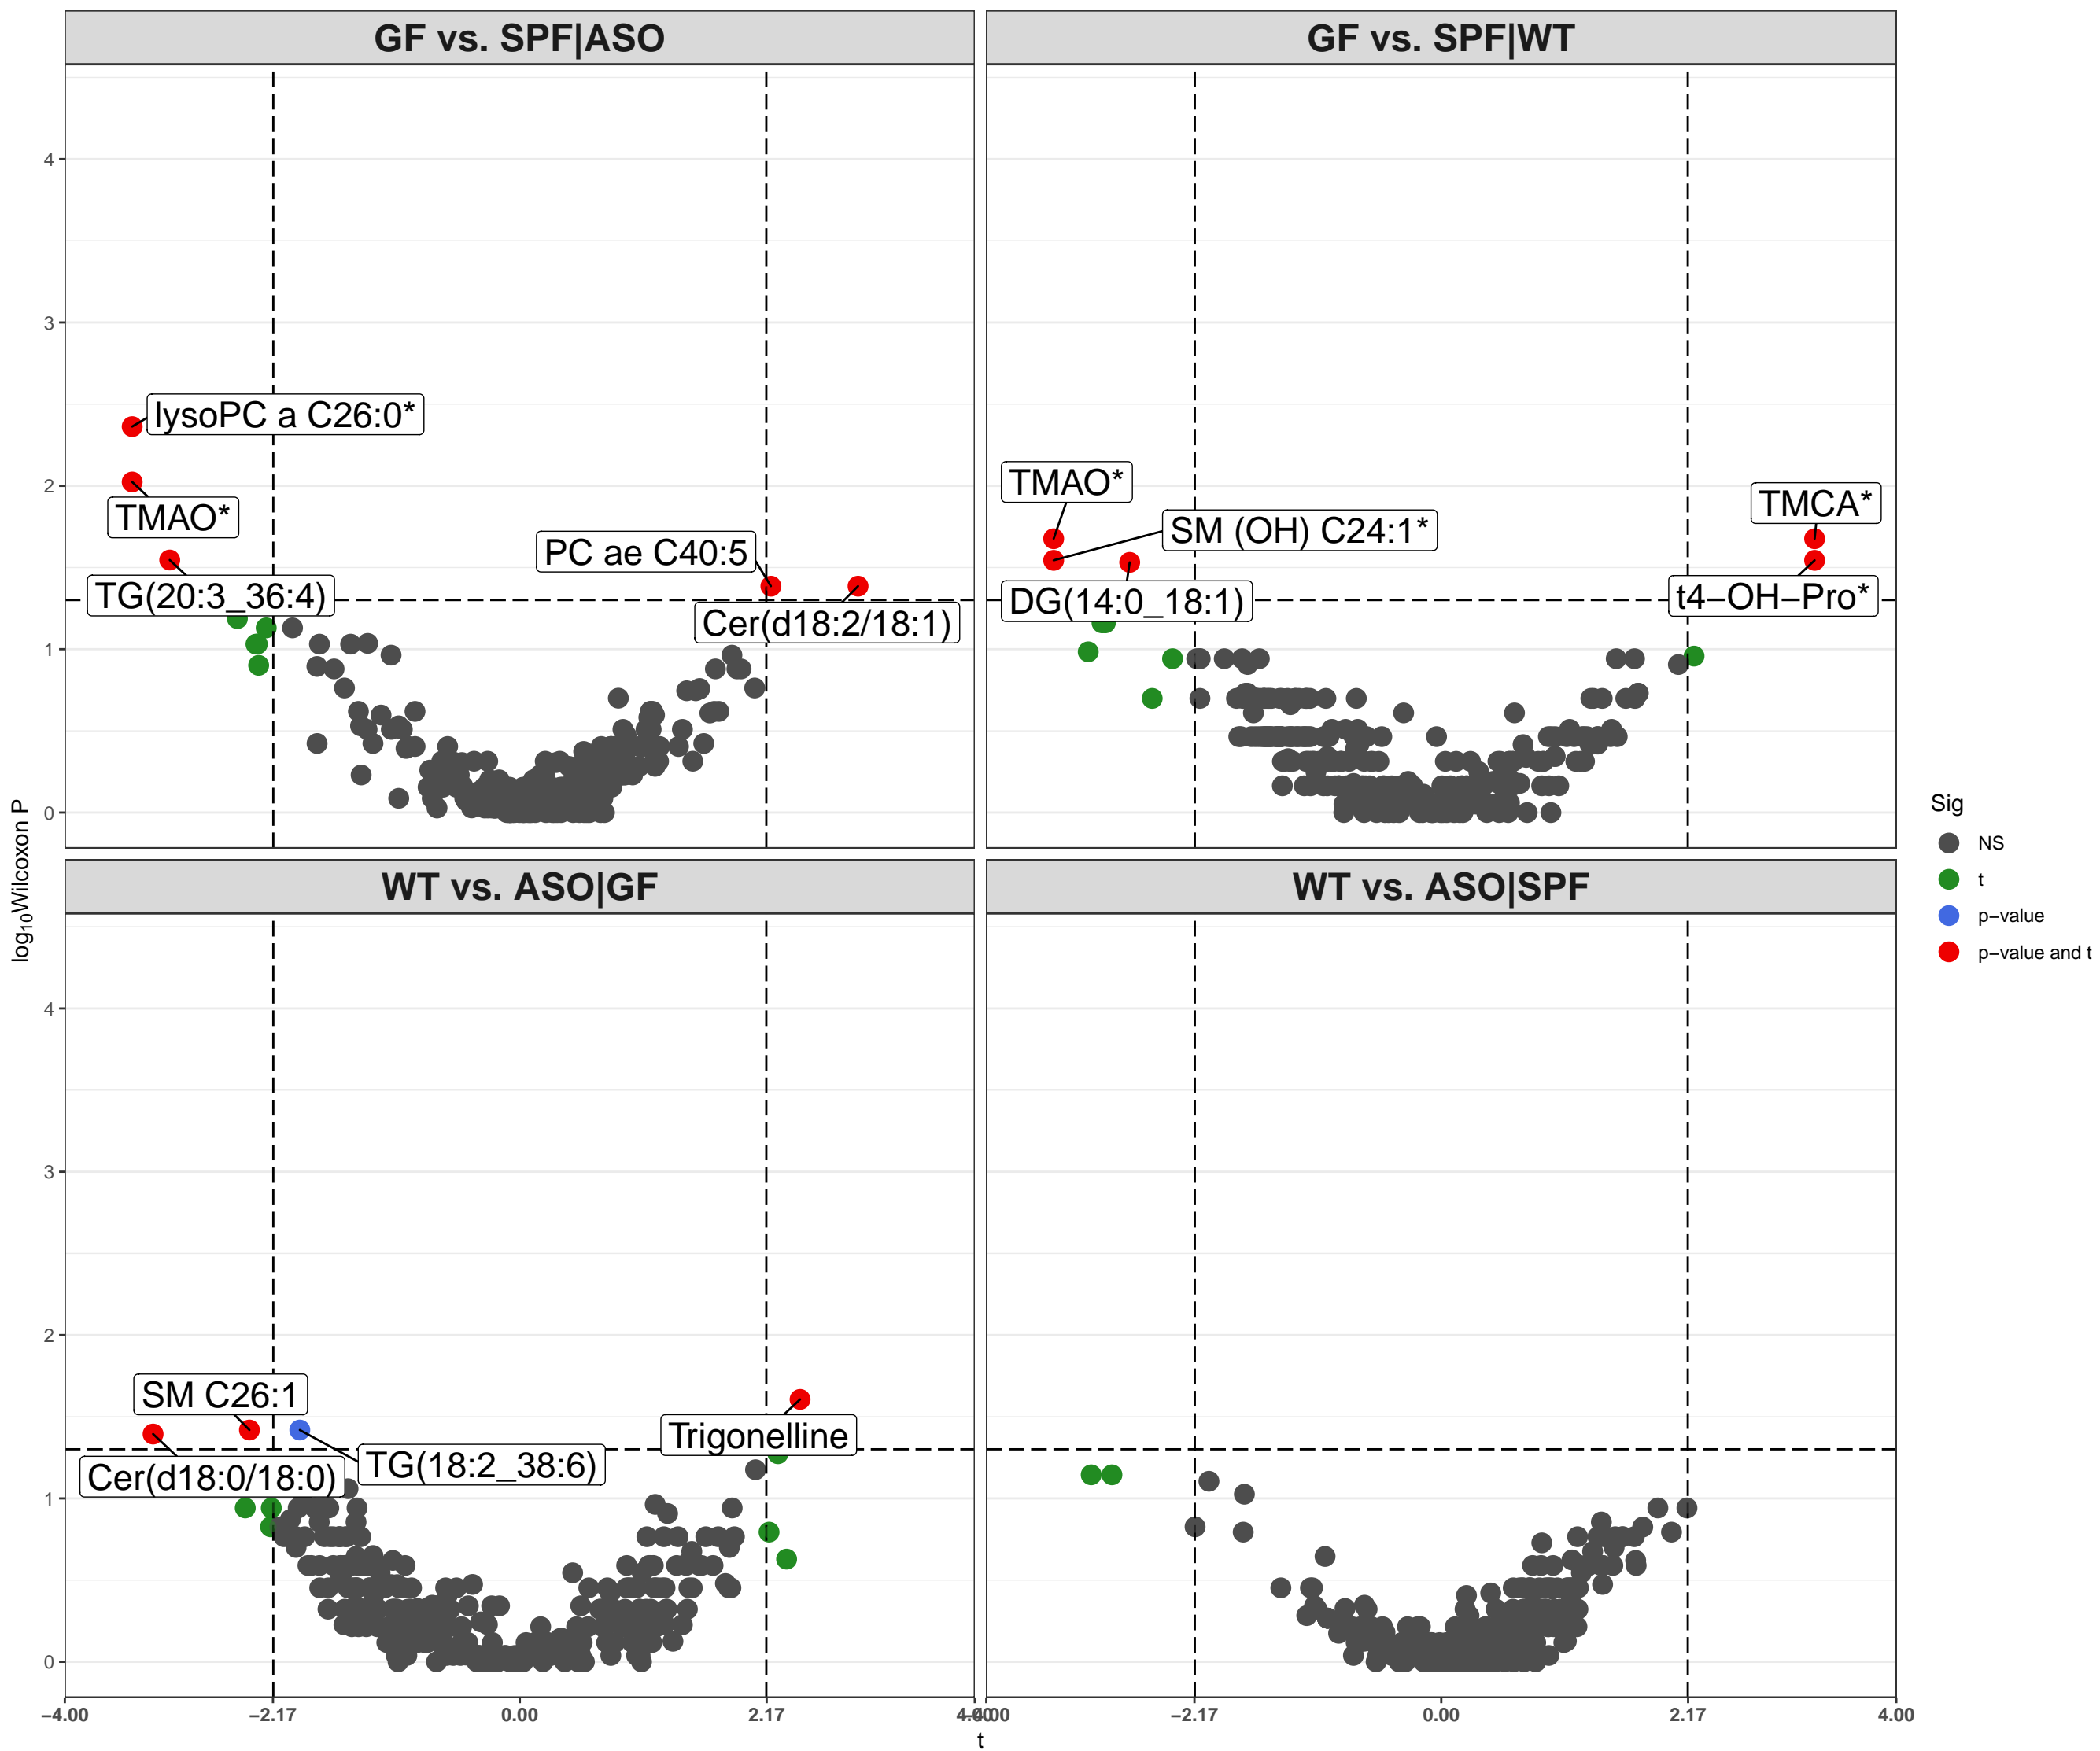 GF vs. SPF|ASO
GF vs. SPF|WT
4
3
2
1
0
lysoPC a C26:0*
TMAO*
TG(20:3_36:4)
PC ae C40:5
Cer(d18:2/18:1)
TMAO*
SM (OH) C24:1*
DG(14:0_18:1)
TMCA*
t4−OH−Pro*
WT vs. ASO|GF
WT vs. ASO|SPF
4
3
2
1
0
SM C26:1
Cer(d18:0/18:0)
TG(18:2_38:6)
Trigonelline
−4.00
−2.17
0.00
2.17
4.00
−4.00
−2.17
0.00
2.17
4.00
t
log10Wilcoxon P
Sig
NS
t
p−value
p−value and t